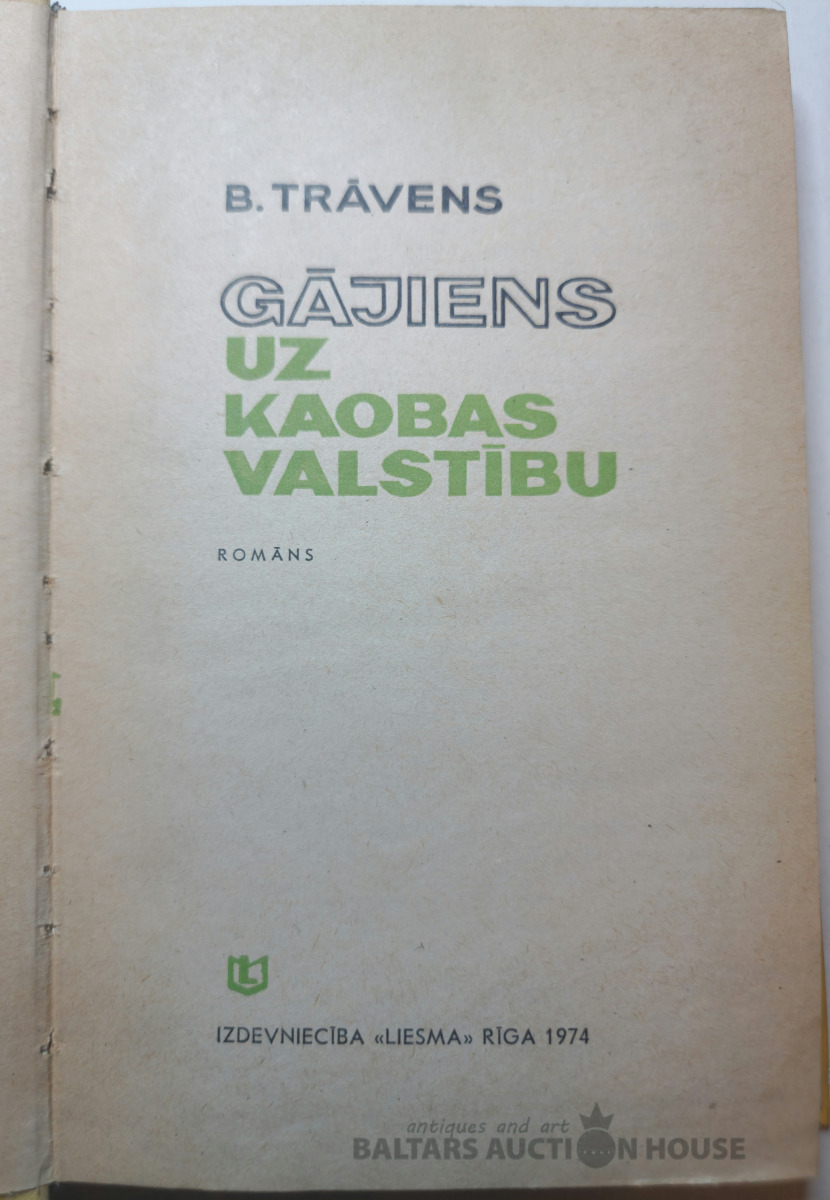 B. TRĀVENS
GĀJIENS
UZ
KAOBAS
VALSTĪBU
ROMĀNS
L
IZDEVNIECĪBA «LIESMA» RĪGA 1974
antiques and art
BALTARS AUCTION HOUSE